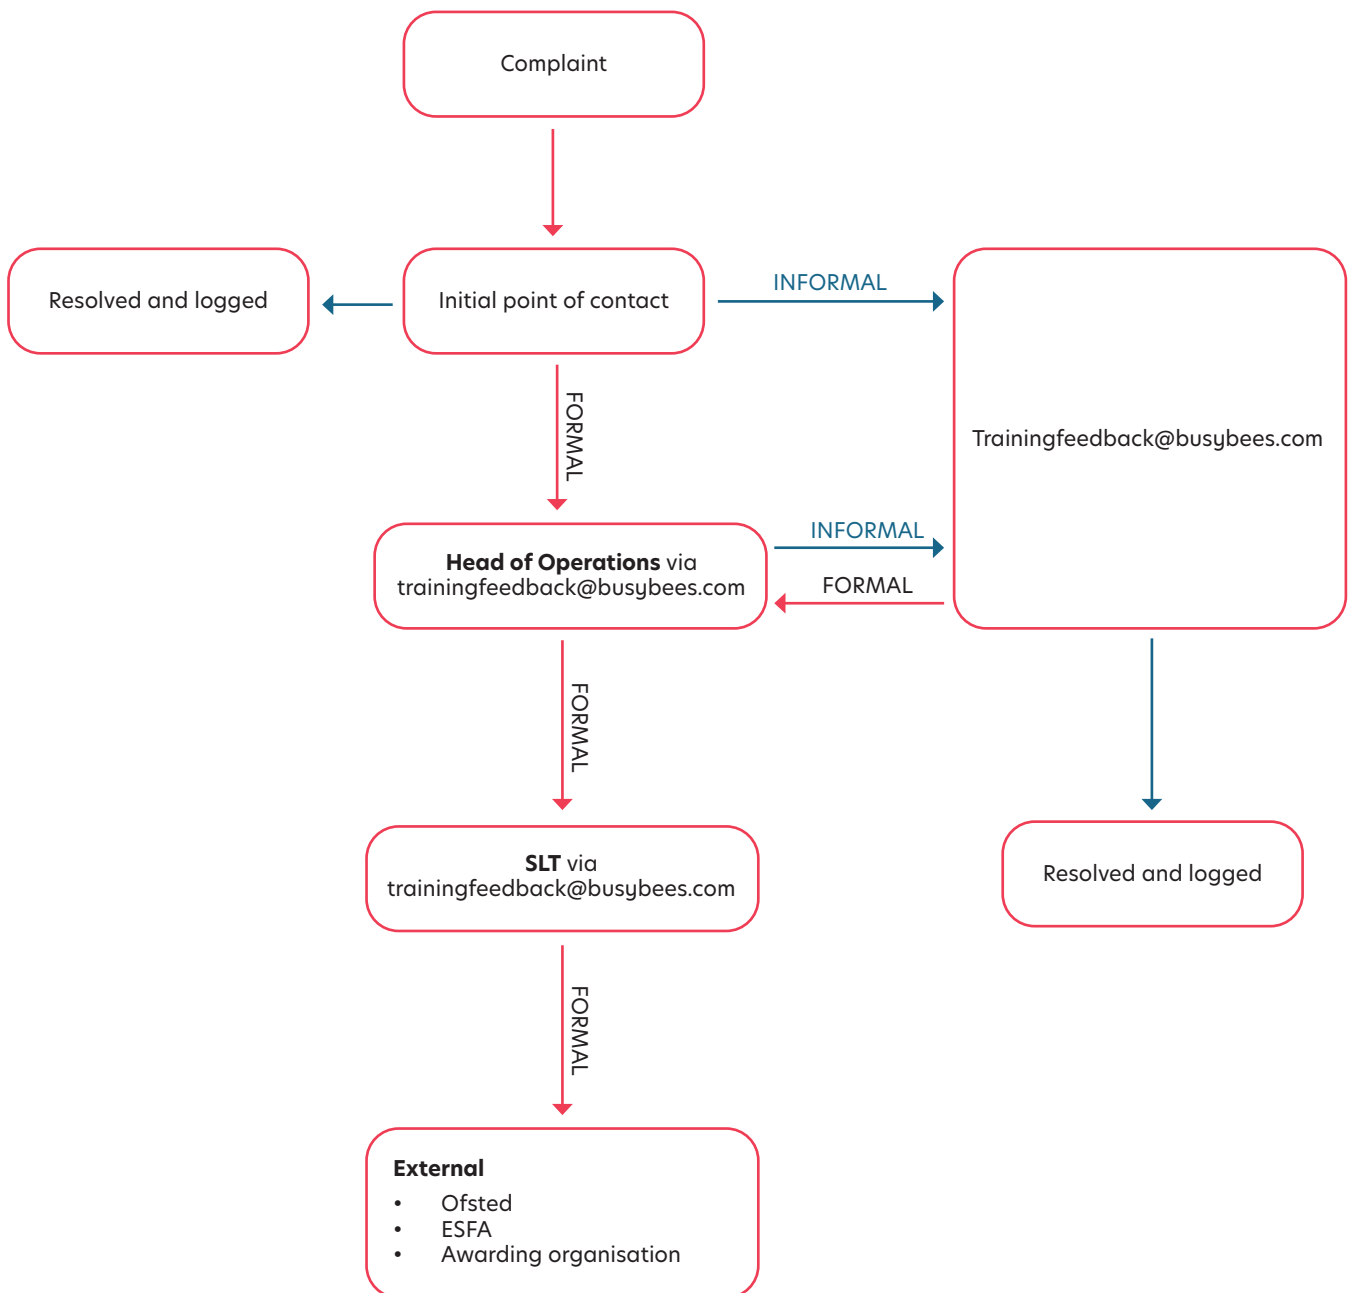 Complaint
Resolved and logged
Initial point of contact
INFORMAL
Trainingfeedback@busybees.com
FORMAL
Head of Operations via
trainingfeedback@busybees.com
INFORMAL
FORMAL
FORMAL
SLT via
trainingfeedback@busybees.com
Resolved and logged
FORMAL
External
• Ofsted
• ESFA
• Awarding organisation